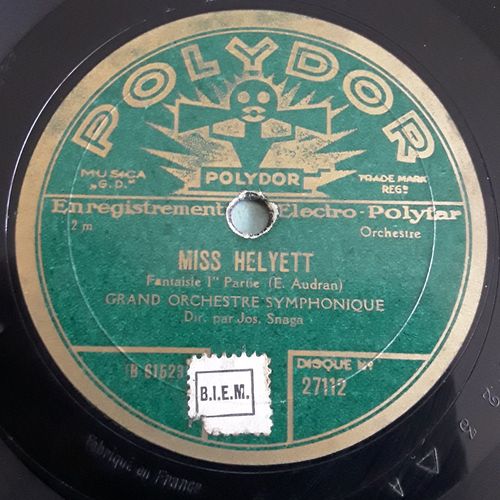 POLYDOR
POLYDOR
MUSICA
„G.D."
TRADE MARK
REGD
Enregistrement Electro-Polyfar
2 m
Orchestre
MISS HELYETT
Fantaisie 1re Partie (E. Audran)
GRAND ORCHESTRE SYMPHONIQUE
Dir. par Jos. Snaga
B 61523
B.I.E.M.
DISQUE No
27112
Fabriqué en France